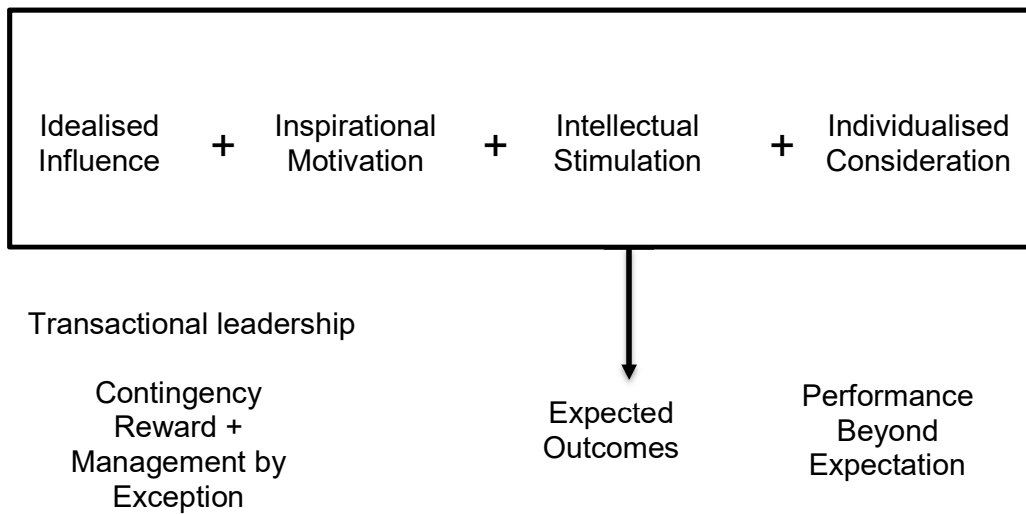 Idealised
Influence
+
Inspirational
Motivation
+
Intellectual
Stimulation
+
Individualised
Consideration
Transactional leadership
Contingency
Reward +
Management by
Exception
Expected
Outcomes
Performance
Beyond
Expectation